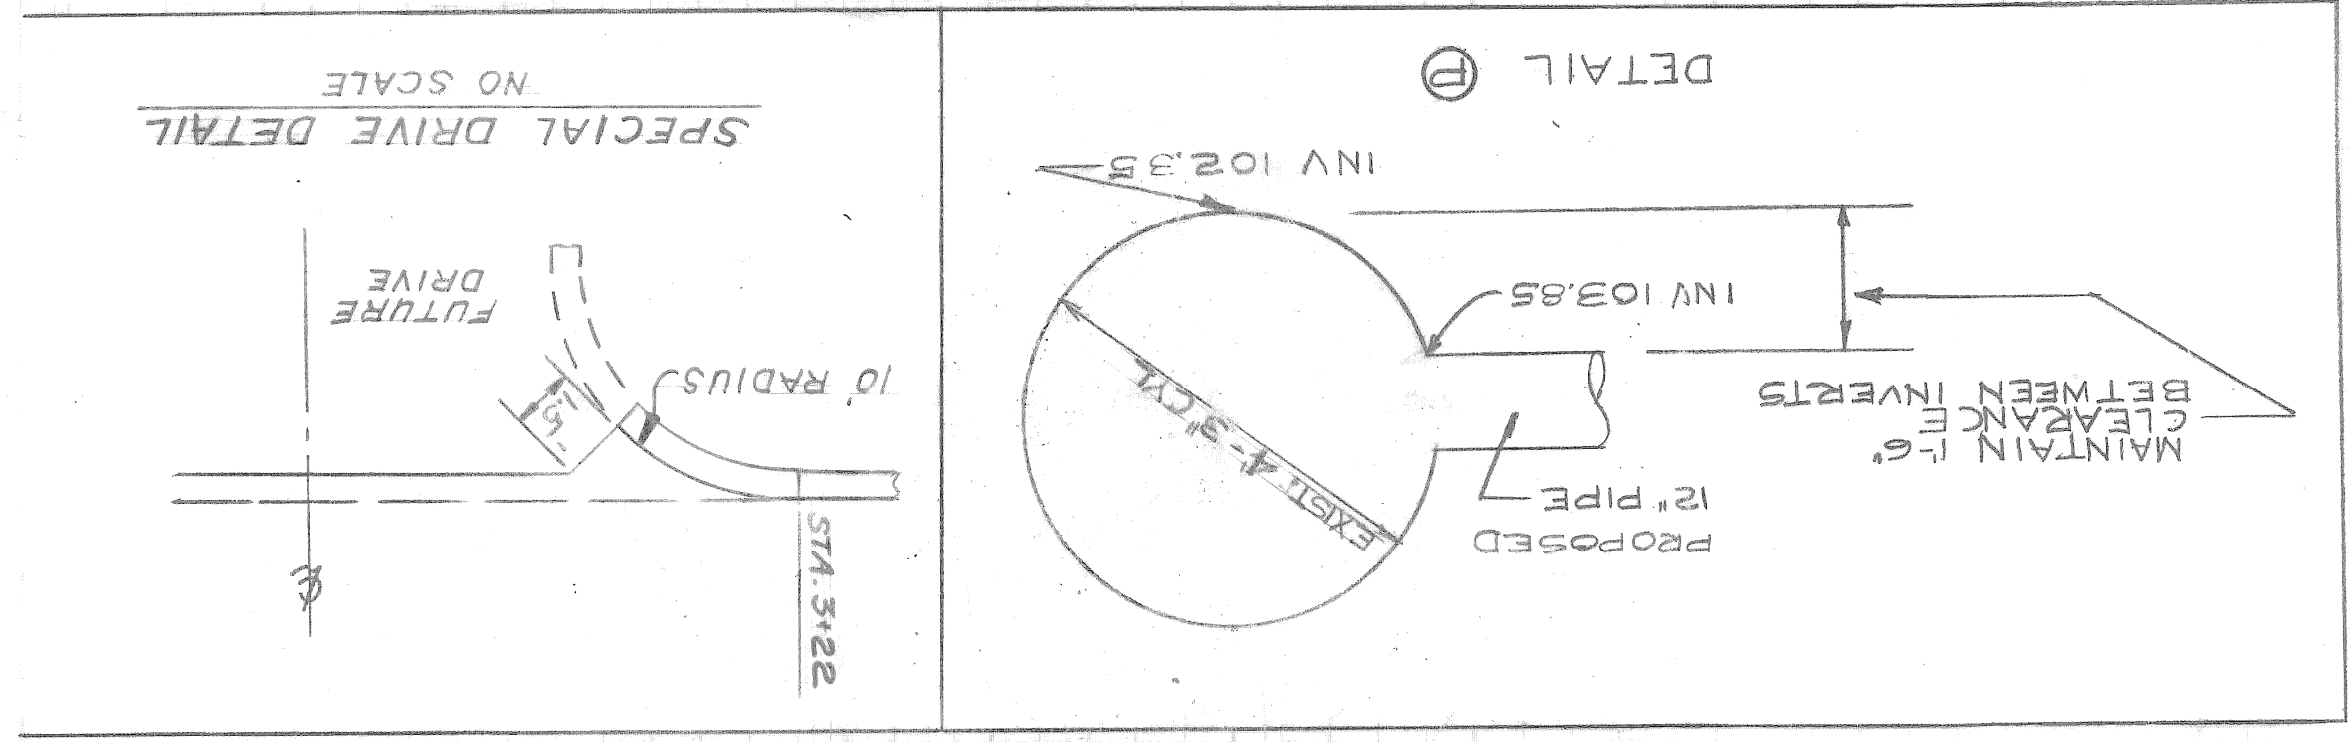 PROPOSED
12" PIPE
MAINTAIN 1'-6"
CLEARANCE
BETWEEN INVERTS
EXIST. 4'-3" CYL
INV 103.85
INV 102.35
DETAIL P
STA. 3+22
℄
10' RADIUS
1.5'
FUTURE
DRIVE
SPECIAL DRIVE DETAIL
NO SCALE